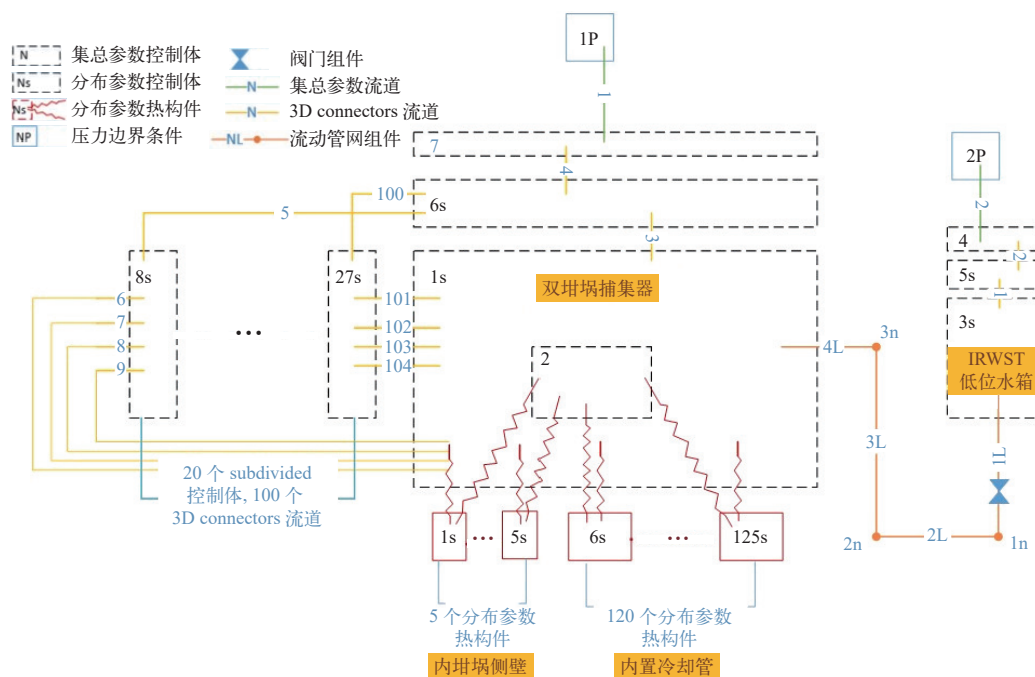 N 集总参数控制体
Ns 分布参数控制体
Ns 分布参数热构件
NP 压力边界条件
阀门组件
N 集总参数流道
N 3D connectors 流道
NL 流动管网组件
1P
1
7
4
100
5
6s
3
2P
2
4
2
5s
1
3s
IRWST
低位水箱
8s
27s
1s
双坩埚捕集器
6
7
8
9
...
101
102
103
104
2
4L
3n
3L
1L
2n
2L
1n
20 个 subdivided
控制体, 100 个
3D connectors 流道
1s
...
5s
6s
...
125s
5 个分布参数
热构件
内坩埚侧壁
120 个分布参数
热构件
内置冷却管